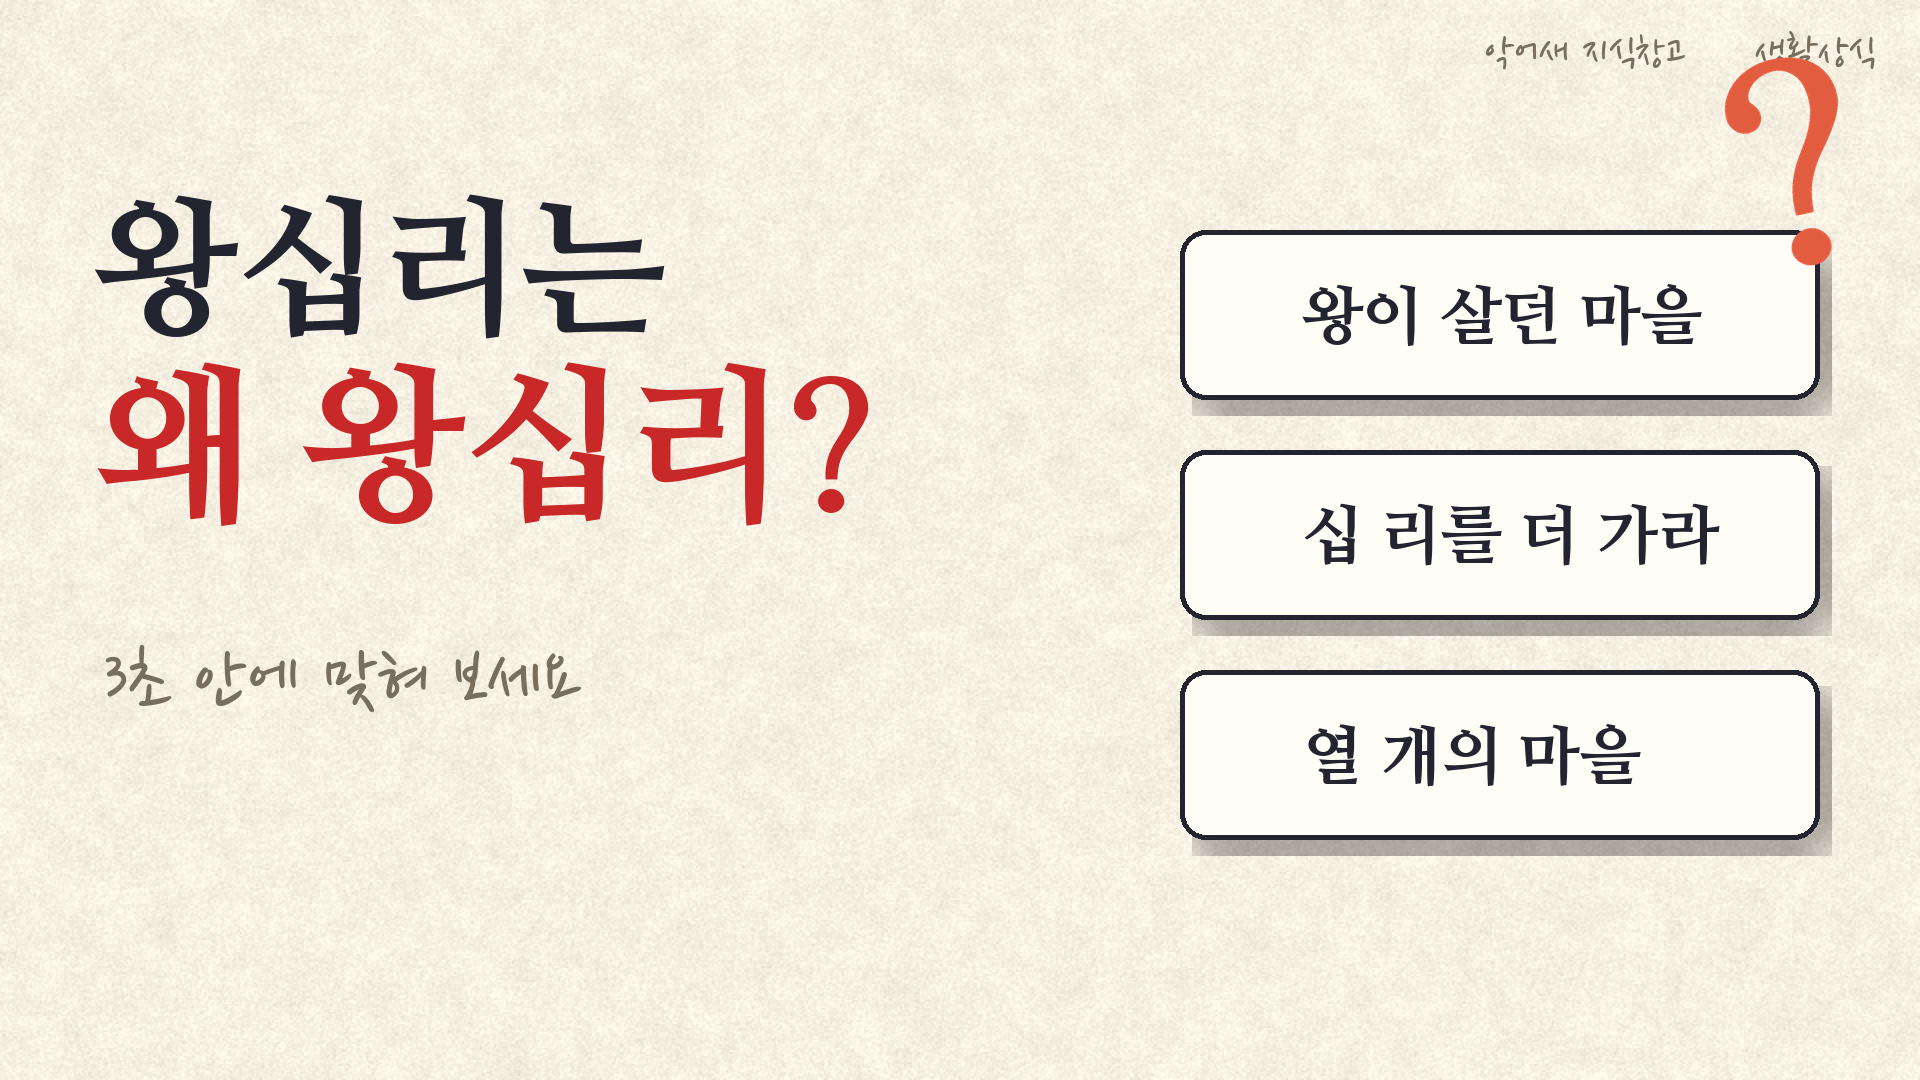 악어새 지식창고 생활상식
왕십리는
왜 왕십리?
3초 안에 맞혀 보세요
?
왕이 살던 마을
십 리를 더 가라
열 개의 마을